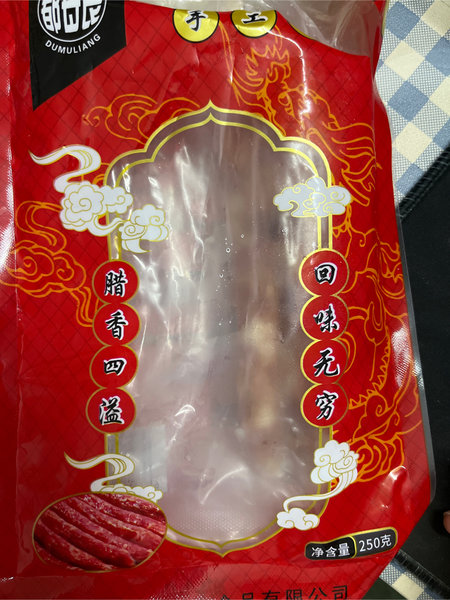 DUMULIANG
手工
腊香四溢
回味无穷
净含量 250克
品有限公司